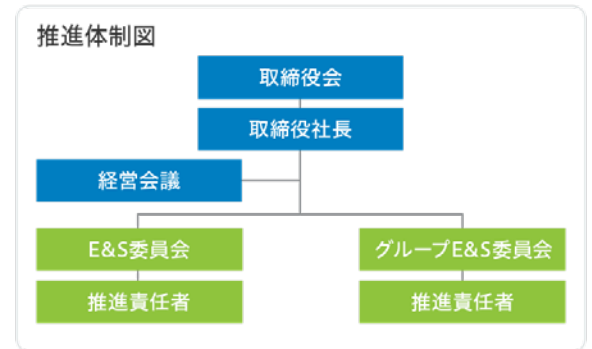 推進体制図
取締役会
取締役社長
経営会議
E&S委員会
グループE&S委員会
推進責任者
推進責任者